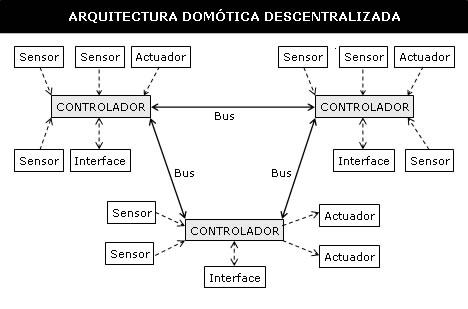 ARQUITECTURA DOMÓTICA DESCENTRALIZADA
Sensor Sensor Actuador Sensor Sensor Actuador
CONTROLADOR CONTROLADOR
Bus
Sensor Interface Interface Sensor
Bus Bus
Sensor Actuador
CONTROLADOR
Sensor Actuador
Interface